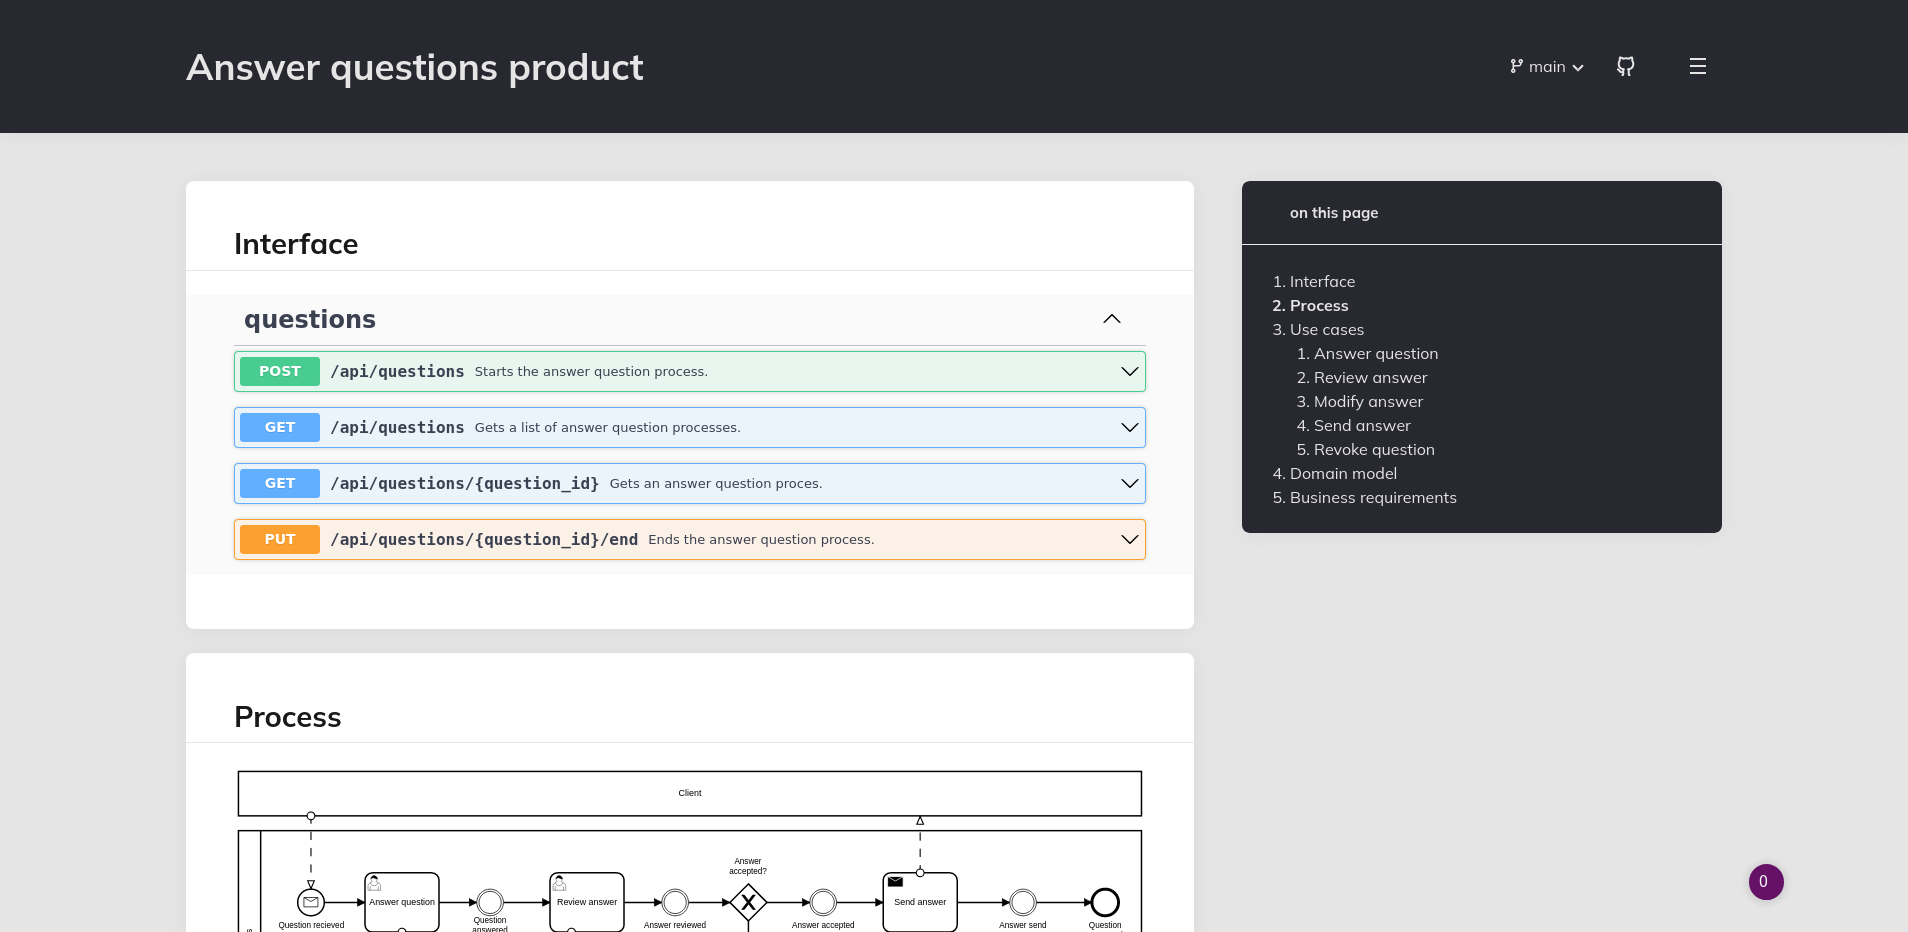 Answer questions product
main
Interface
questions
POST /api/questions Starts the answer question process.
GET /api/questions Gets a list of answer question processes.
GET /api/questions/{question_id} Gets an answer question proces.
PUT /api/questions/{question_id}/end Ends the answer question process.
on this page
1. Interface
2. Process
3. Use cases
1. Answer question
2. Review answer
3. Modify answer
4. Send answer
5. Revoke question
4. Domain model
5. Business requirements
Process
Client
Answer
accepted?
Answer question
Review answer
Send answer
Question recieved
Question
answered
Answer reviewed
Answer accepted
Answer send
Question
0